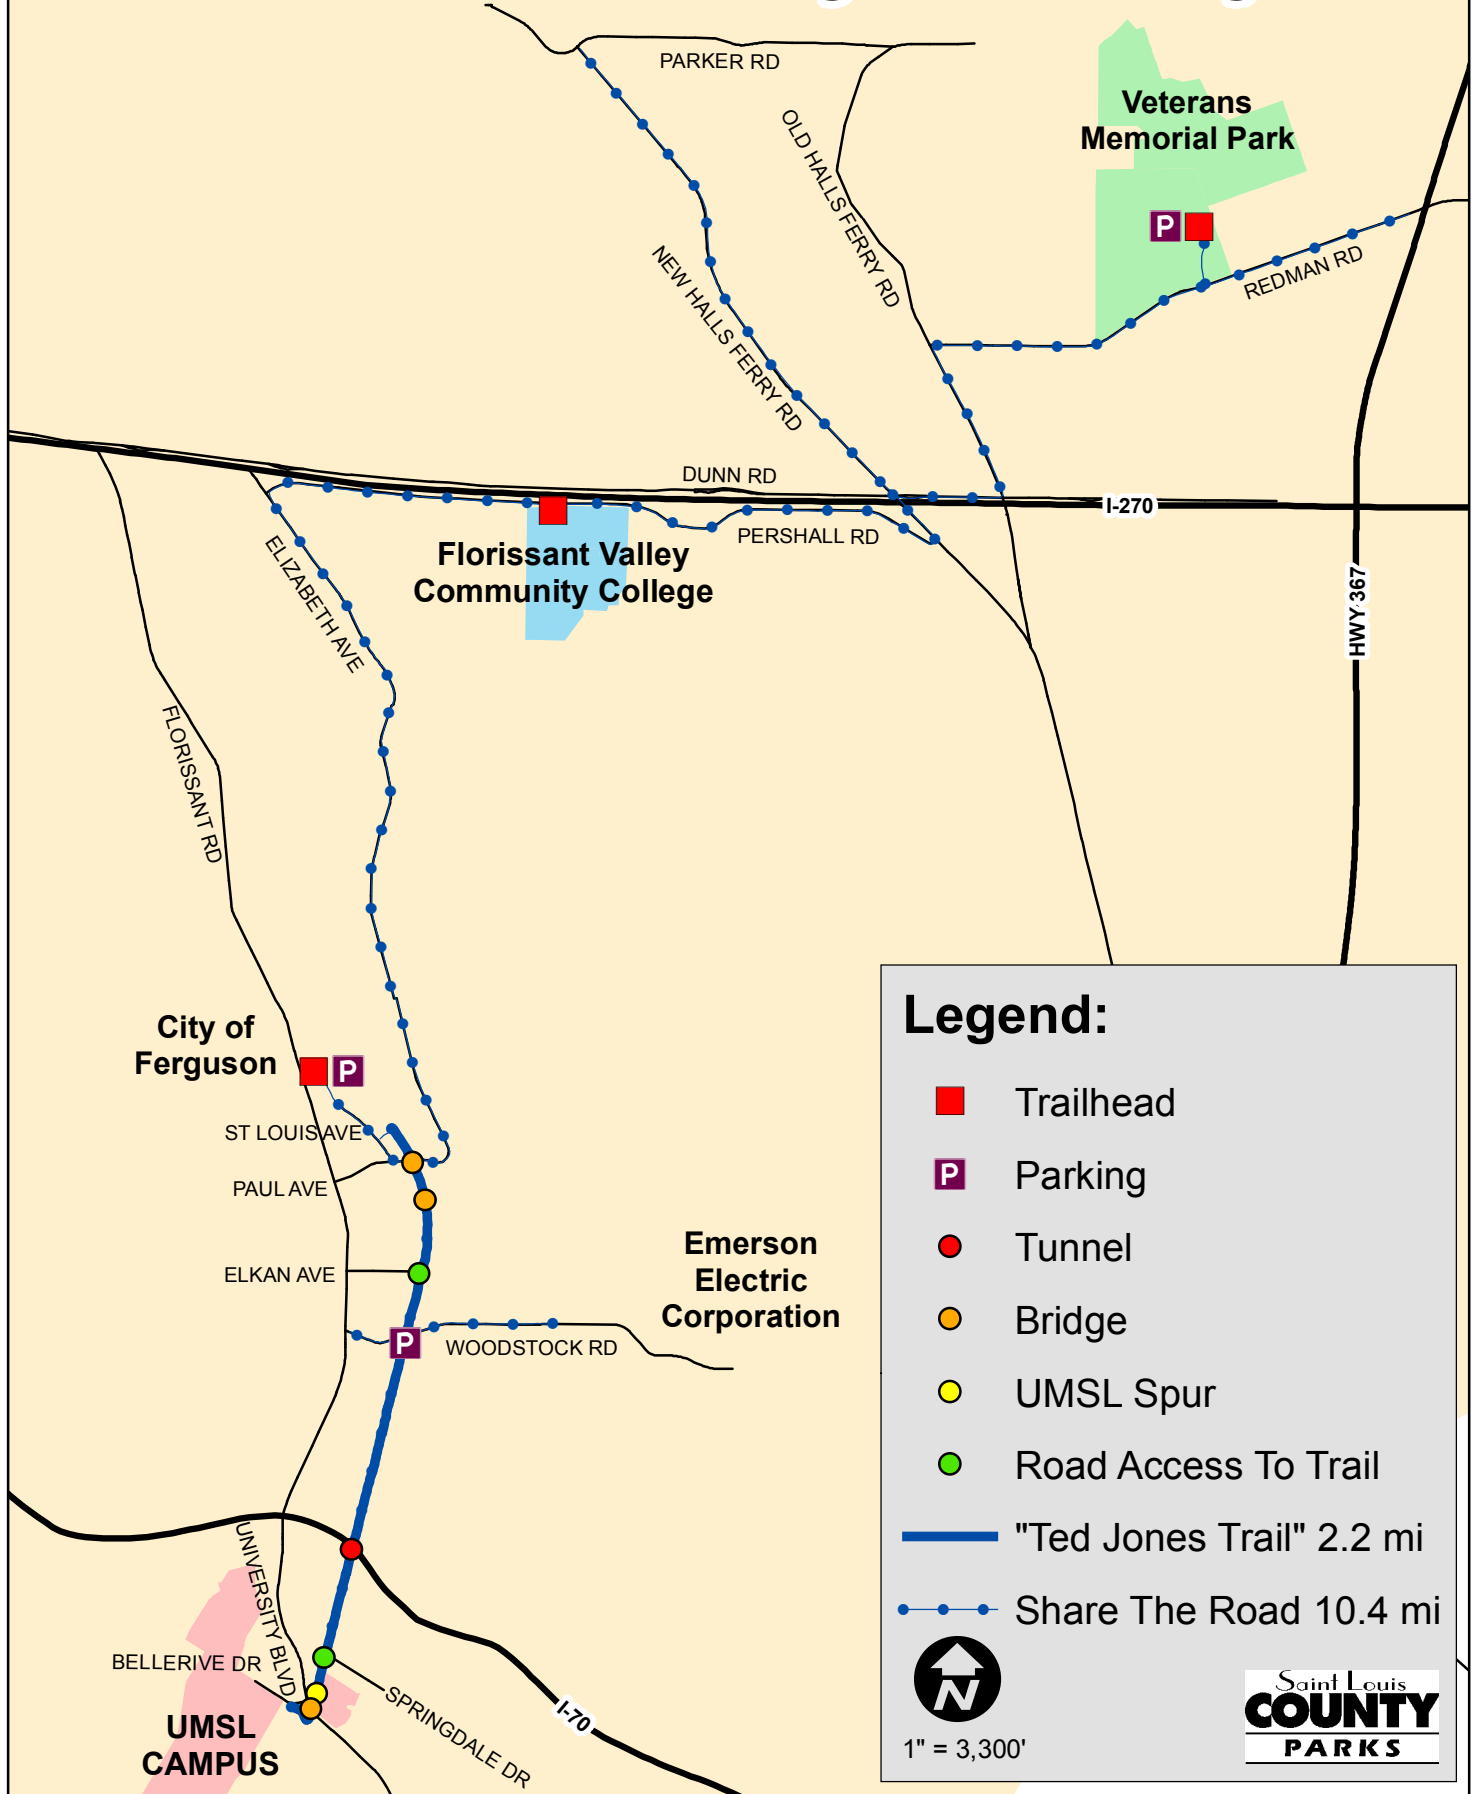 PARKER RD
Veterans
Memorial Park
OLD HALLS FERRY RD
P
NEW HALLS FERRY RD
REDMAN RD
DUNN RD
I-270
PERSHALL RD
Florissant Valley
Community College
ELIZABETH AVE
HWY 367
FLORISSANT RD
City of
Ferguson
P
ST LOUIS AVE
PAUL AVE
ELKAN AVE
Emerson
Electric
Corporation
P
WOODSTOCK RD
UNIVERSITY BLVD
BELLERIVE DR
SPRINGDALE DR
I-70
UMSL
CAMPUS
Legend:
Trailhead
P Parking
Tunnel
Bridge
UMSL Spur
Road Access To Trail
"Ted Jones Trail" 2.2 mi
Share The Road 10.4 mi
N
1" = 3,300'
Saint Louis
COUNTY
PARKS